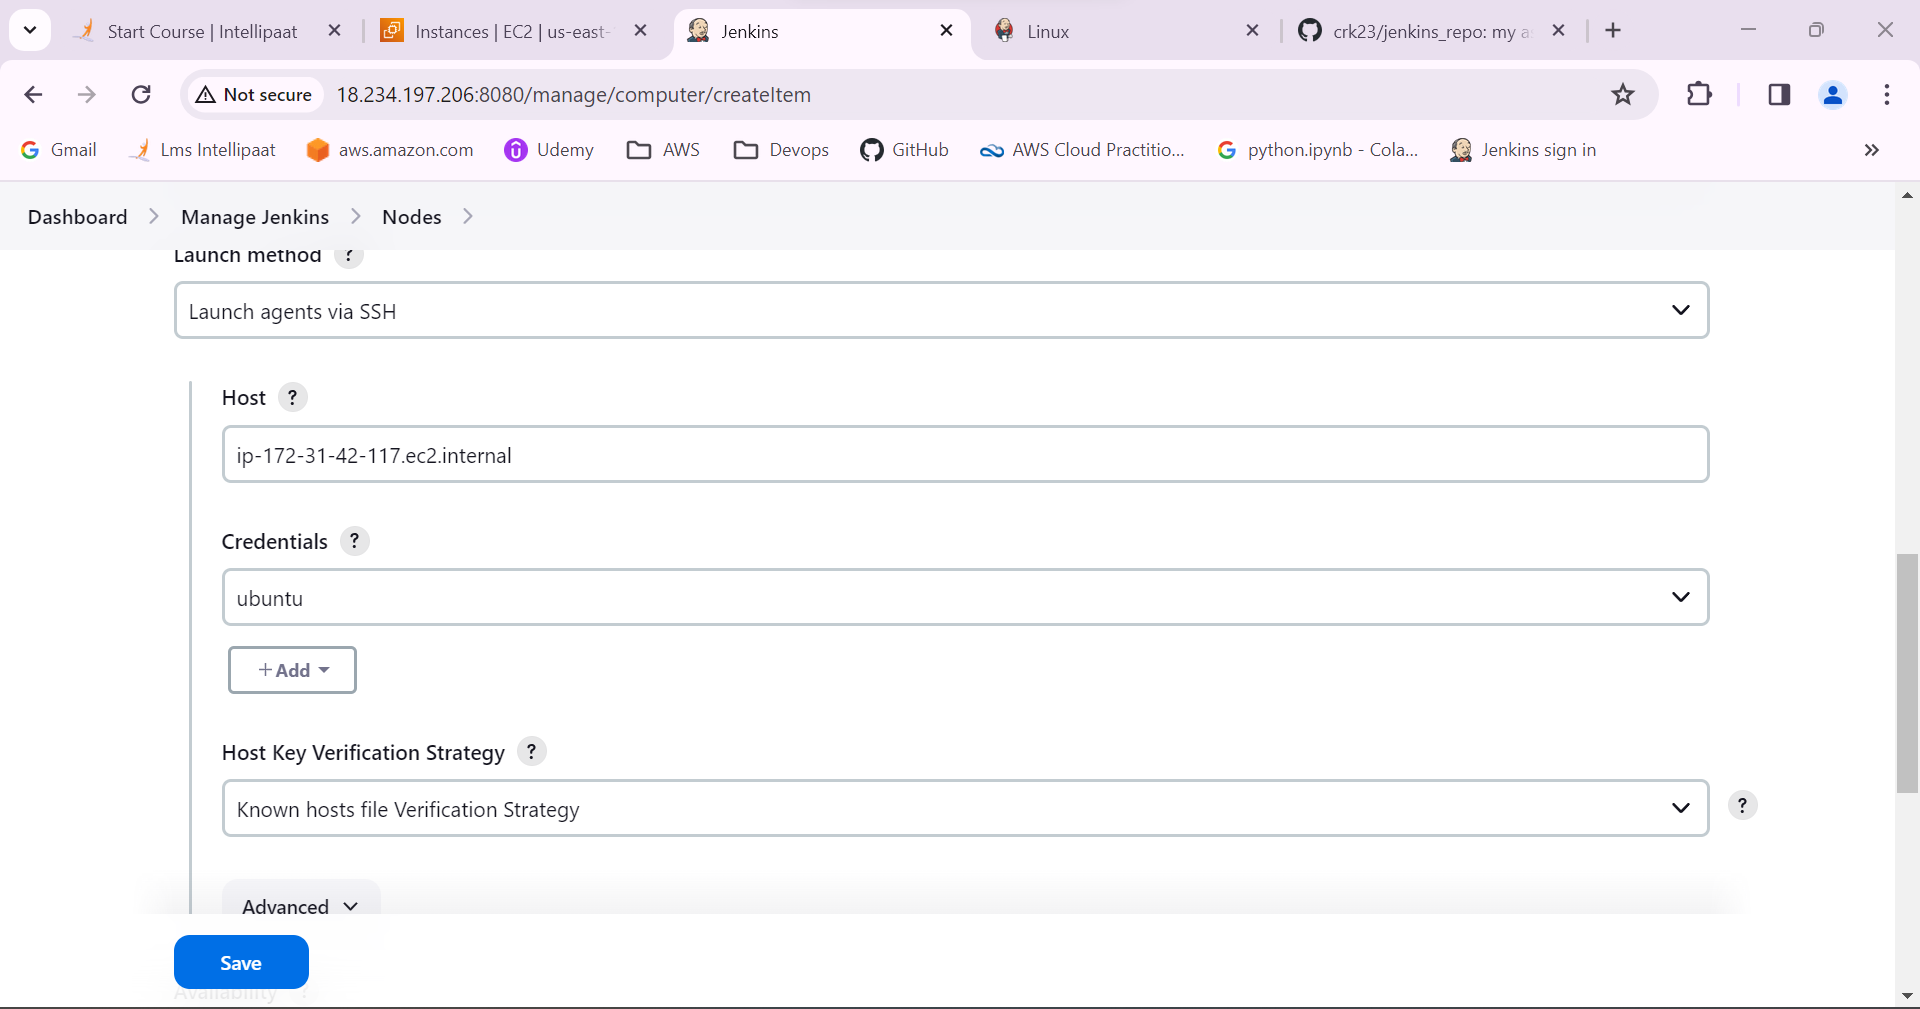 Start Course | Intellipaat
Instances | EC2 | us-east-
Jenkins
Linux
crk23/jenkins_repo: my as
Not secure
18.234.197.206:8080/manage/computer/createItem
Gmail
Lms Intellipaat
aws.amazon.com
Udemy
AWS
Devops
GitHub
AWS Cloud Practitio...
python.ipynb - Cola...
Jenkins sign in
Dashboard
Manage Jenkins
Nodes
Launch method ?
Launch agents via SSH
Host ?
ip-172-31-42-117.ec2.internal
Credentials ?
ubuntu
+ Add
Host Key Verification Strategy ?
Known hosts file Verification Strategy
?
Advanced
Save
Availability ?